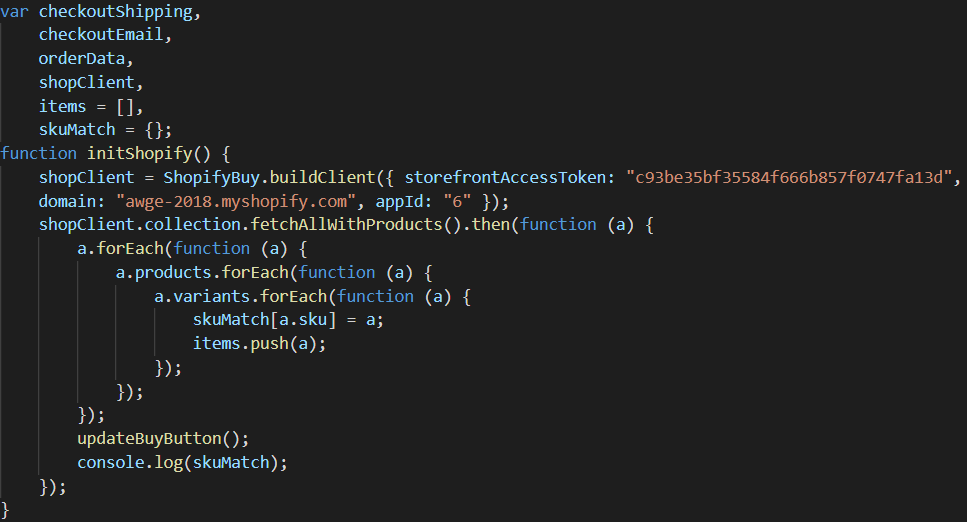 var checkoutShipping,
    checkoutEmail,
    orderData,
    shopClient,
    items = [],
    skuMatch = {};
function initShopify() {
    shopClient = ShopifyBuy.buildClient({ storefrontAccessToken: "c93be35bf35584f666b857f0747fa13d",
    domain: "awge-2018.myshopify.com", appId: "6" });
    shopClient.collection.fetchAllWithProducts().then(function (a) {
        a.forEach(function (a) {
            a.products.forEach(function (a) {
                a.variants.forEach(function (a) {
                    skuMatch[a.sku] = a;
                    items.push(a);
                });
            });
        });
        updateBuyButton();
        console.log(skuMatch);
    });
}